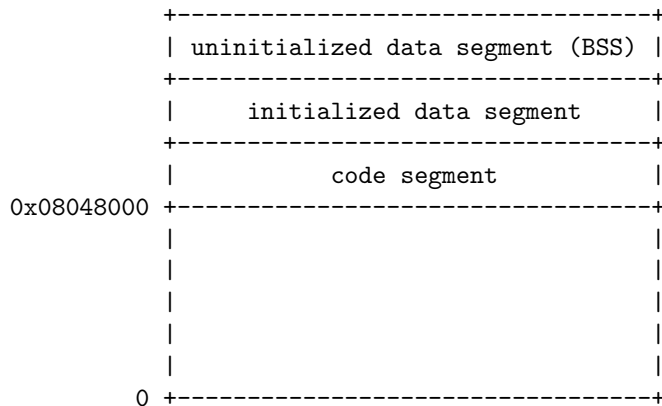 +-----------------------------+
| uninitialized data segment (BSS) |
+-----------------------------+
| initialized data segment |
+-----------------------------+
| code segment |
0x08048000 +-----------------------------+
| |
| |
| |
| |
| |
0 +-----------------------------+